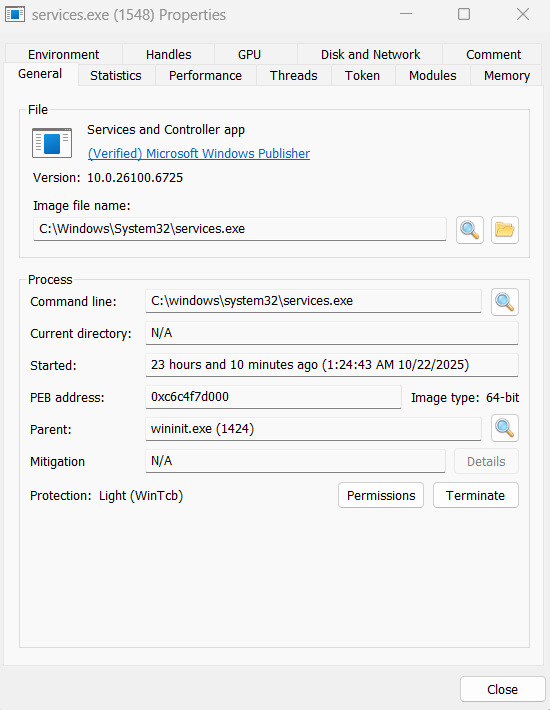 services.exe (1548) Properties
Environment Handles GPU Disk and Network Comment
General Statistics Performance Threads Token Modules Memory
File
Services and Controller app
(Verified) Microsoft Windows Publisher
Version: 10.0.26100.6725
Image file name:
C:\Windows\System32\services.exe
Process
Command line: C:\windows\system32\services.exe
Current directory: N/A
Started: 23 hours and 10 minutes ago (1:24:43 AM 10/22/2025)
PEB address: 0xc6c4f7d000 Image type: 64-bit
Parent: wininit.exe (1424)
Mitigation N/A Details
Protection: Light (WinTcb) Permissions Terminate
Close